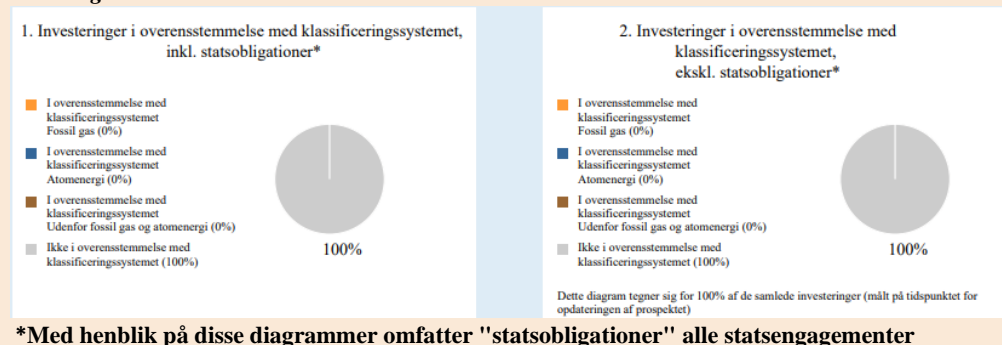 1. Investeringer i overensstemmelse med klassificeringssystemet,
inkl. statsobligationer*
I overensstemmelse med
klassificeringssystemet
Fossil gas (0%)
I overensstemmelse med
klassificeringssystemet
Atomenergi (0%)
I overensstemmelse med
klassificeringssystemet
Udenfor fossil gas og atomenergi (0%)
Ikke i overensstemmelse med
klassificeringssystemet (100%)
100%
2. Investeringer i overensstemmelse med
klassificeringssystemet,
ekskl. statsobligationer*
I overensstemmelse med
klassificeringssystemet
Fossil gas (0%)
I overensstemmelse med
klassificeringssystemet
Atomenergi (0%)
I overensstemmelse med
klassificeringssystemet
Udenfor fossil gas og atomenergi (0%)
Ikke i overensstemmelse med
klassificeringssystemet (100%)
100%
Dette diagram tegner sig for 100% af de samlede investeringer (målt på tidspunktet for
opdateringen af prospektet)
*Med henblik på disse diagrammer omfatter "statsobligationer" alle statsengagementer